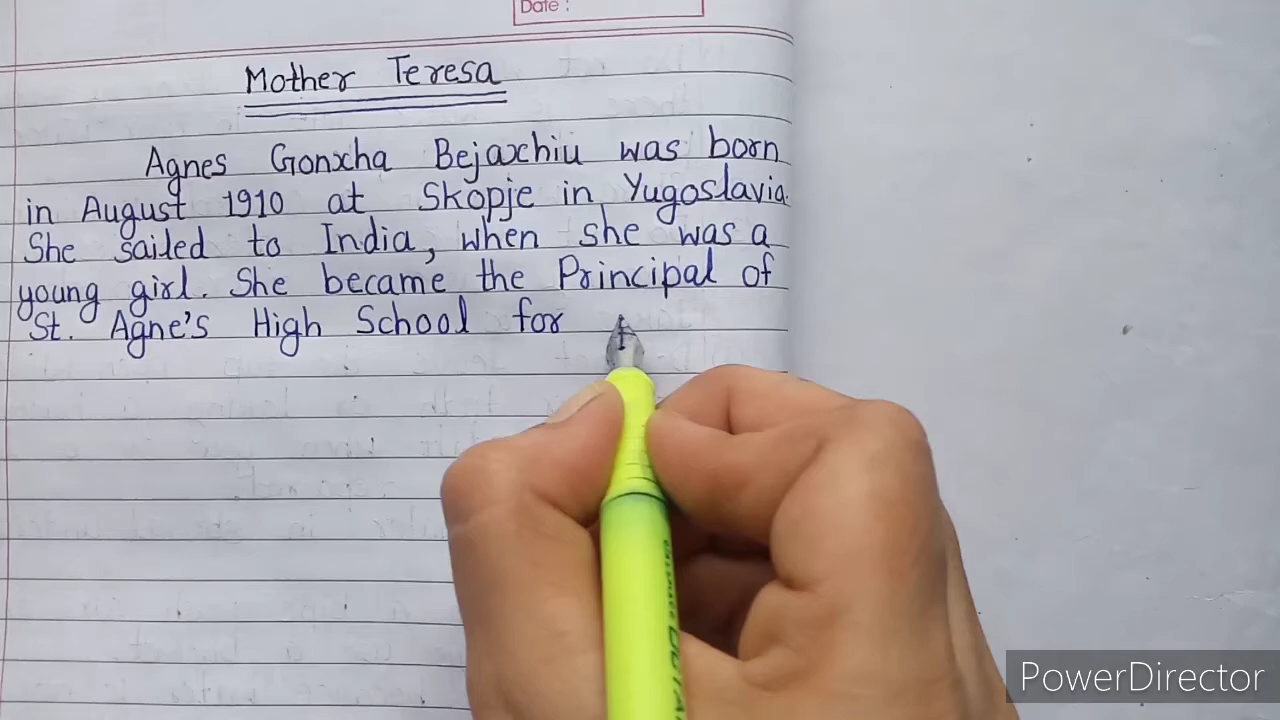 Date :
Mother Teresa
Agnes Gonxha Bejaxhiu was born
in August 1910 at Skopje in Yugoslavia.
She sailed to India, when she was a
young girl. She became the Principal of
St. Agne's High School for
PowerDirector